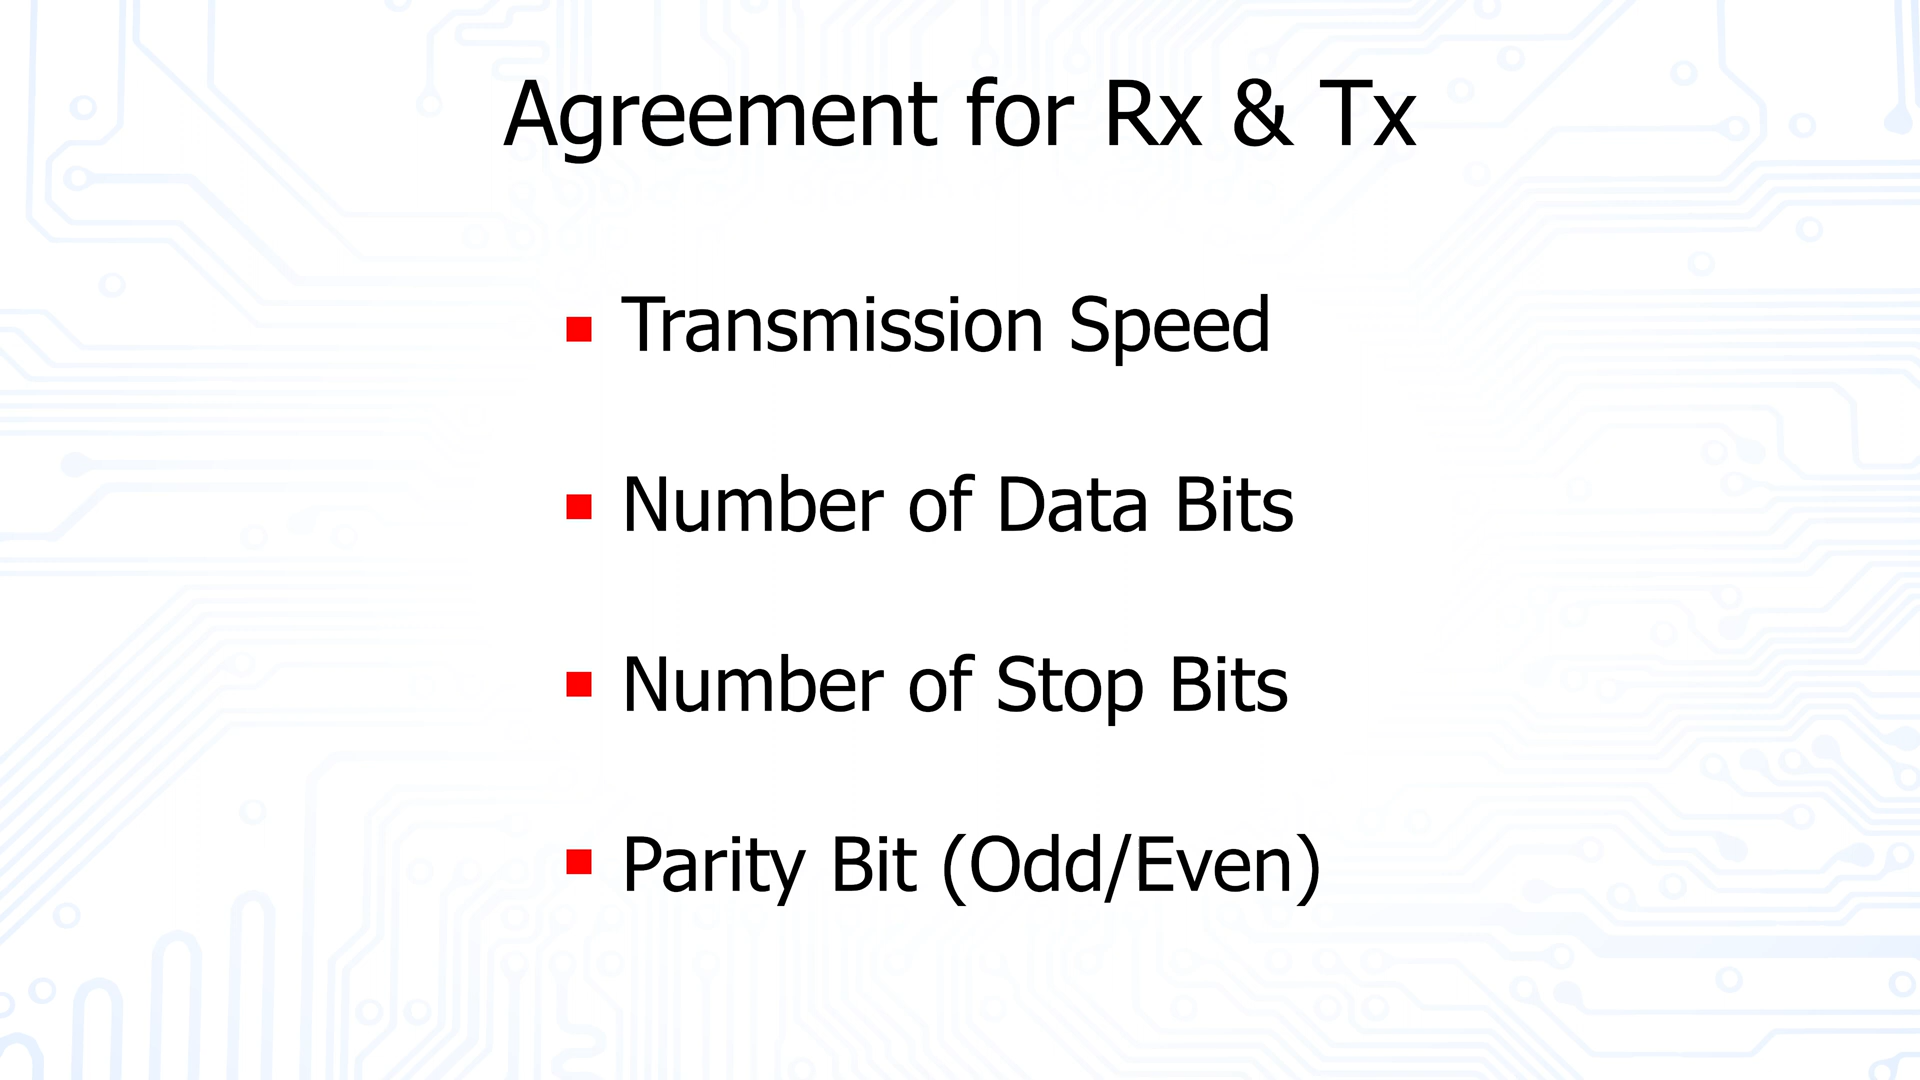 Agreement for Rx & Tx
Transmission Speed
Number of Data Bits
Number of Stop Bits
Parity Bit (Odd/Even)